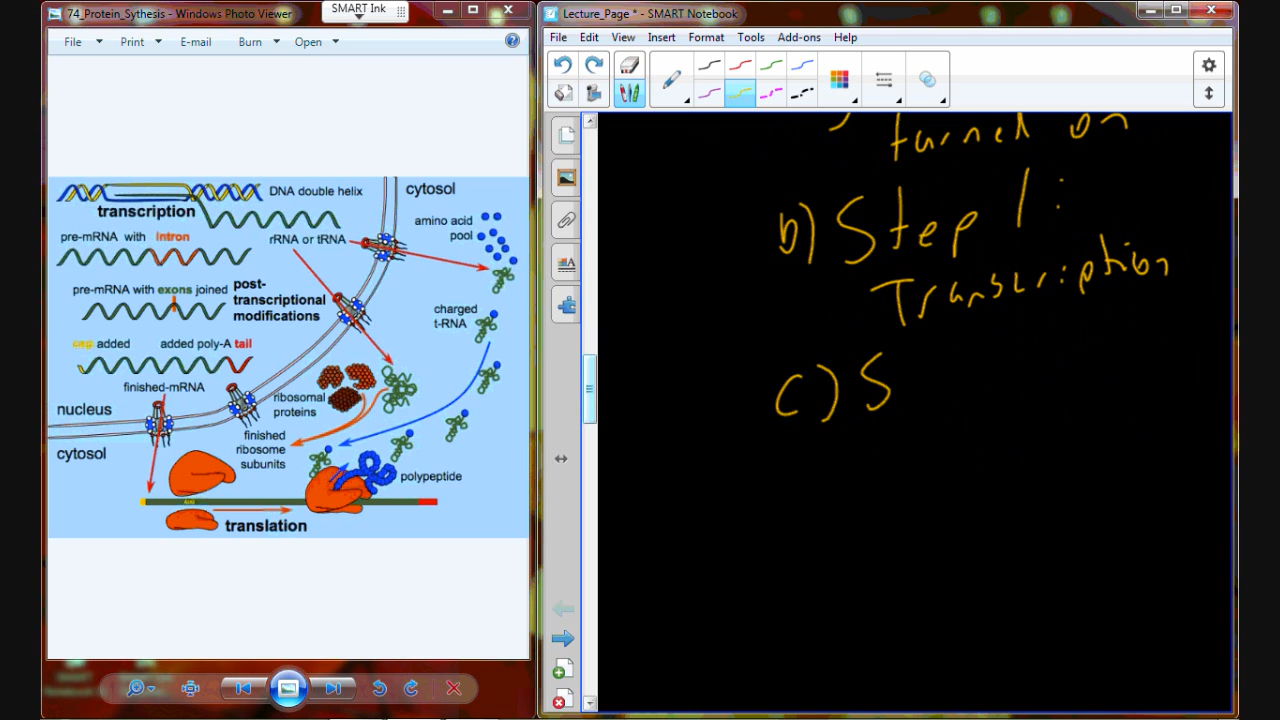 74_Protein_Sythesis - Windows Photo Viewer
SMART Ink
File Print E-mail Burn Open
DNA double helix
transcription
cytosol
amino acid
pool
pre-mRNA with intron
rRNA or tRNA
pre-mRNA with exons joined
post-
transcriptional
modifications
charged
t-RNA
cap added
added poly-A tail
finished-mRNA
nucleus
ribosomal
proteins
cytosol
finished
ribosome
subunits
polypeptide
translation
Lecture_Page * - SMART Notebook
File Edit View Insert Format Tools Add-ons Help
turned on
b) Step 1:
Transcription
c) S